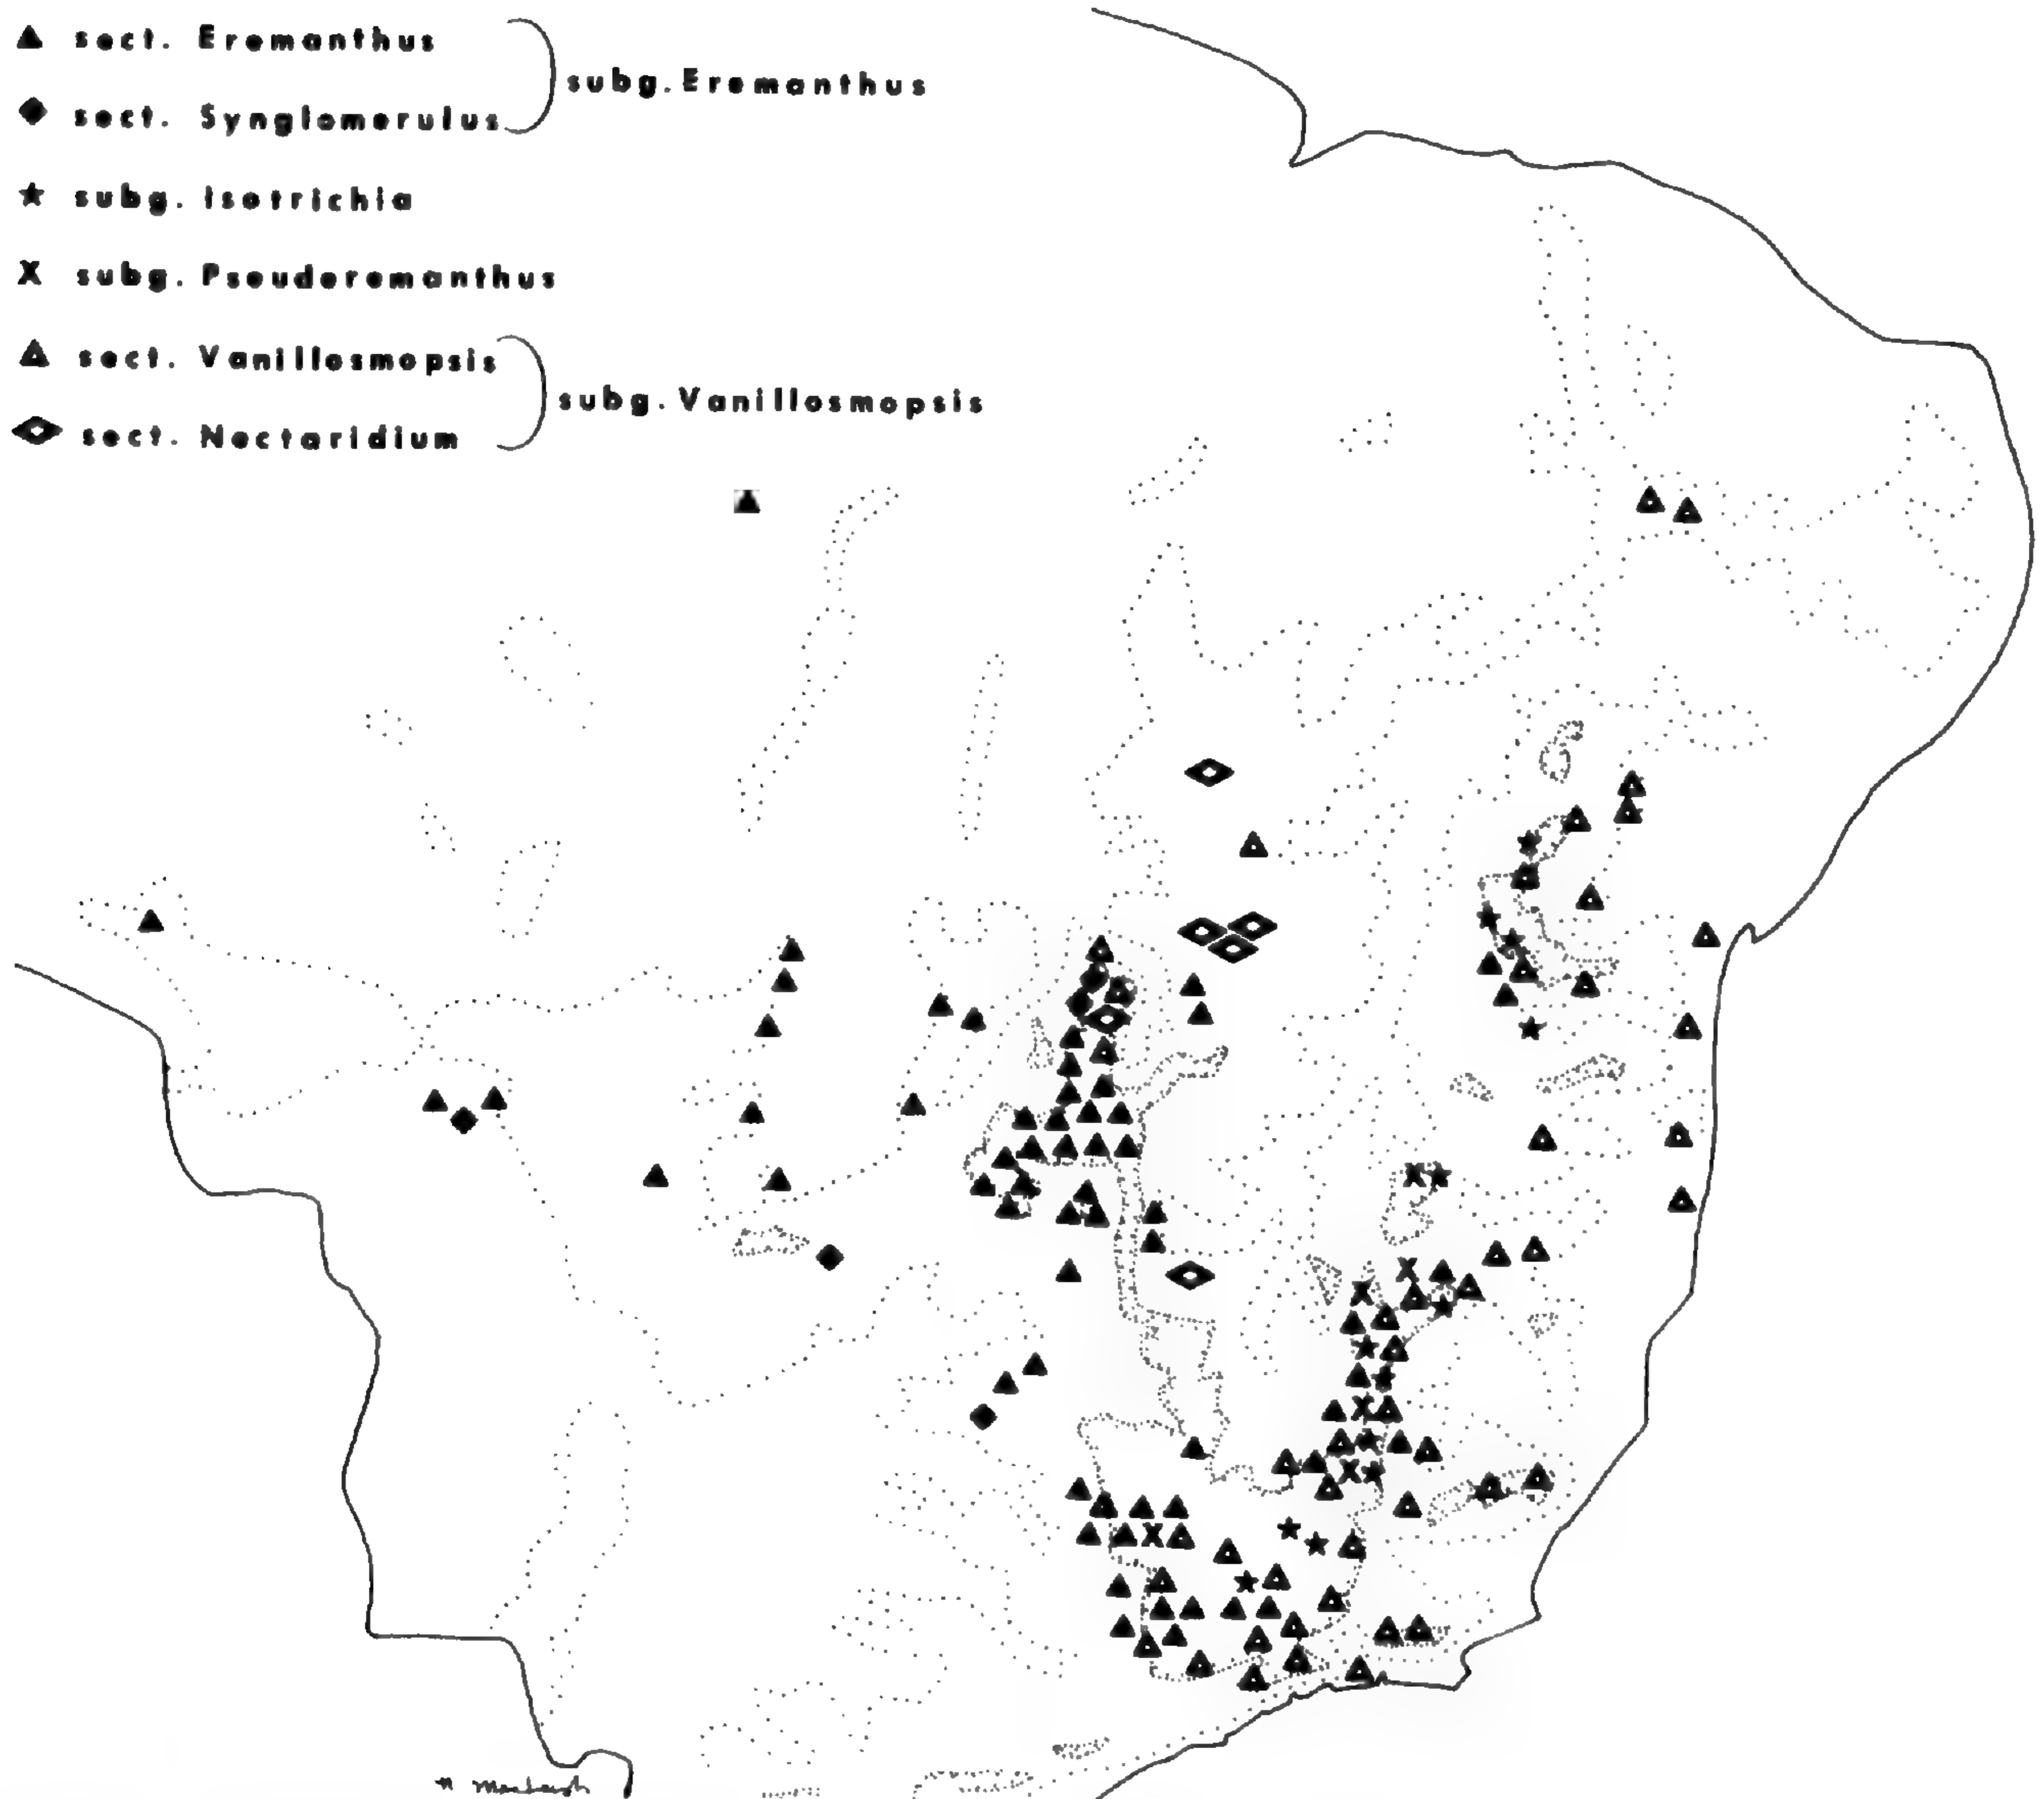 sect. Eremanthus
subg. Eremanthus
sect. Synglomerulus
subg. Isotrichia
X subg. Pseuderemanthus
sect. Vanillosmopsis
subg. Vanillosmopsis
sect. Nectaridium